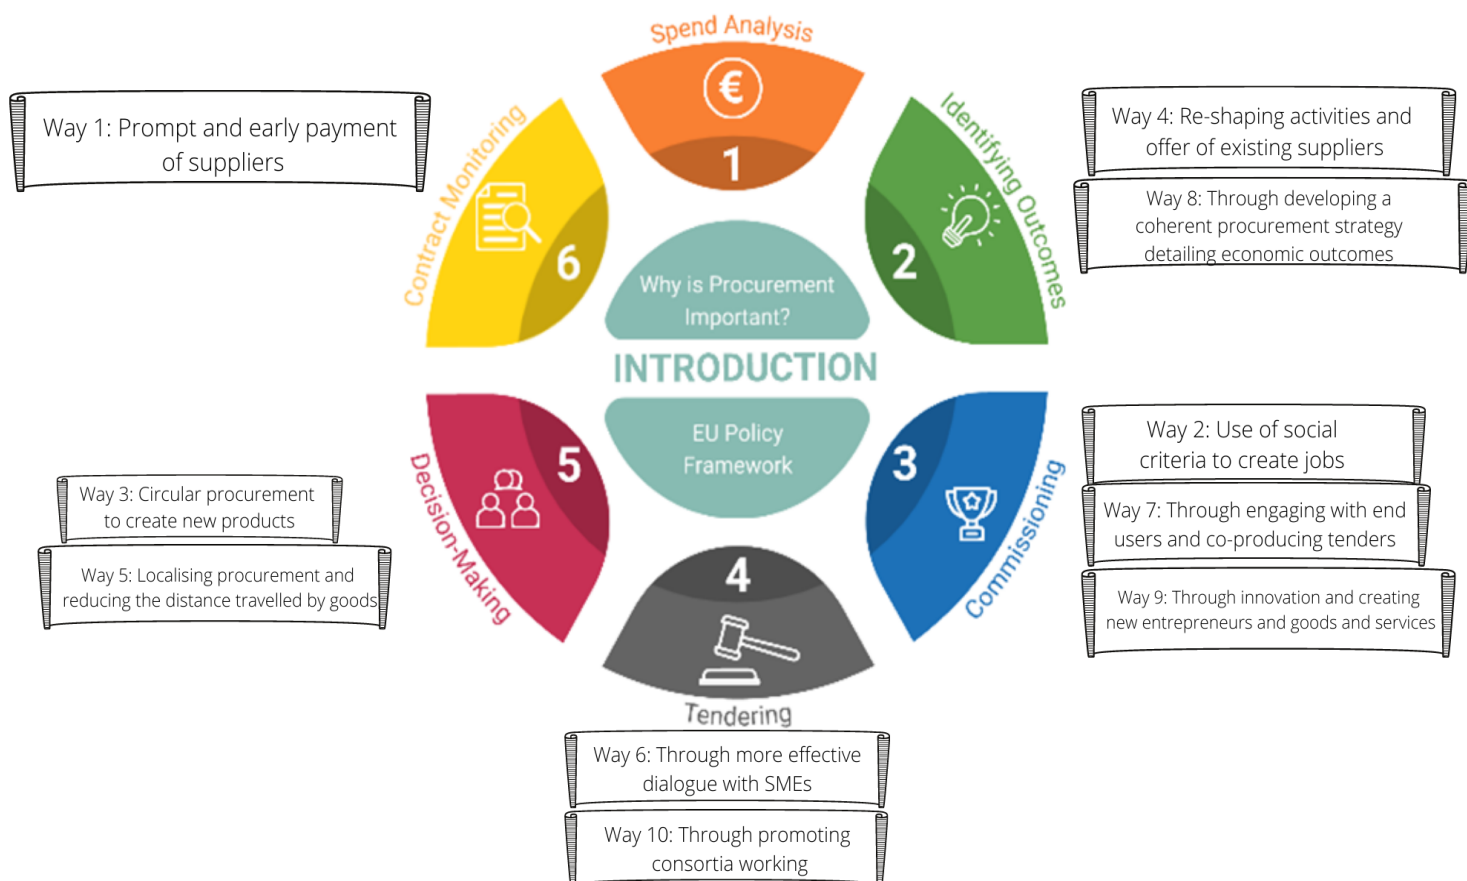 Spend Analysis
€
1
Way 1: Prompt and early payment
of suppliers
Contract Monitoring
6
Identifying Outcomes
2
Way 4: Re-shaping activities and
offer of existing suppliers
Way 8: Through developing a
coherent procurement strategy
detailing economic outcomes
Why is Procurement
Important?
INTRODUCTION
EU Policy
Framework
Decision-Making
5
Way 3: Circular procurement
to create new products
Way 5: Localising procurement and
reducing the distance travelled by goods
3
Commissioning
Way 2: Use of social
criteria to create jobs
Way 7: Through engaging with end
users and co-producing tenders
Way 9: Through innovation and creating
new entrepreneurs and goods and services
4
Tendering
Way 6: Through more effective
dialogue with SMEs
Way 10: Through promoting
consortia working